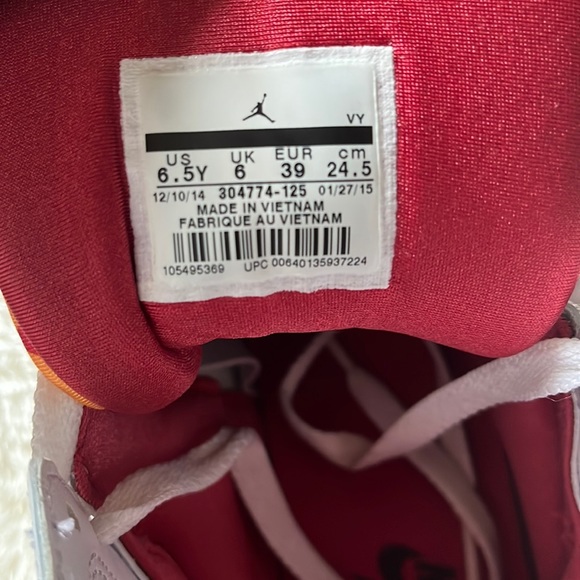 VY
US UK EUR cm
6.5Y 6 39 24.5
12/10/14 304774-125 01/27/15
MADE IN VIETNAM
FABRIQUE AU VIETNAM
105495369 UPC 00640135937224